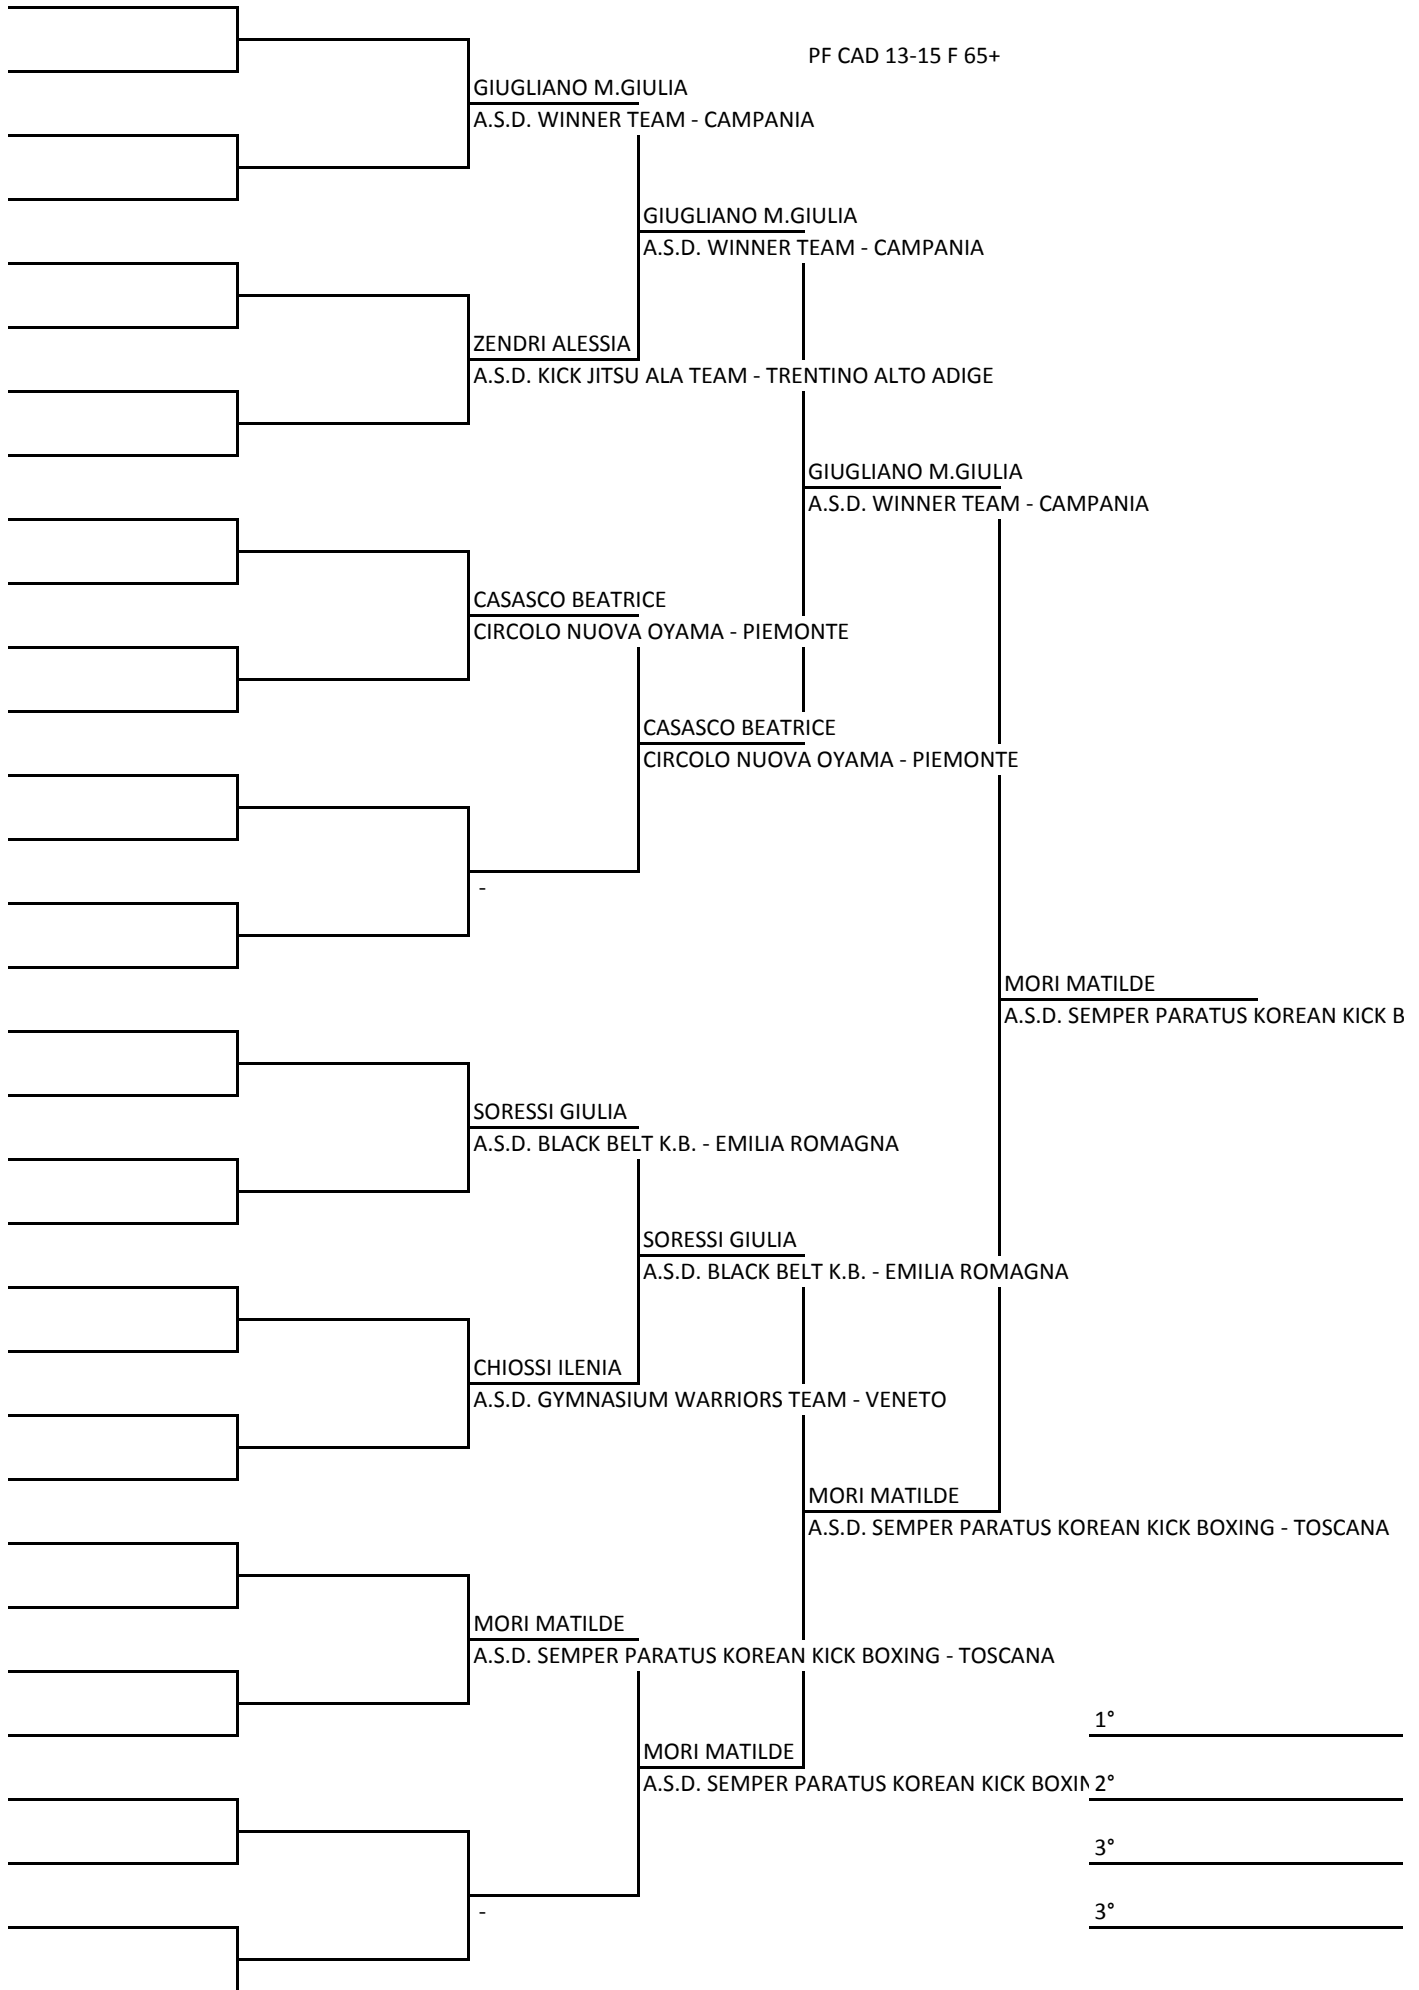 PF CAD 13-15 F 65+
GIUGLIANO M.GIULIA
A.S.D. WINNER TEAM - CAMPANIA
GIUGLIANO M.GIULIA
A.S.D. WINNER TEAM - CAMPANIA
ZENDRI ALESSIA
A.S.D. KICK JITSU ALA TEAM - TRENTINO ALTO ADIGE
GIUGLIANO M.GIULIA
A.S.D. WINNER TEAM - CAMPANIA
CASASCO BEATRICE
CIRCOLO NUOVA OYAMA - PIEMONTE
CASASCO BEATRICE
CIRCOLO NUOVA OYAMA - PIEMONTE
-
MORI MATILDE
A.S.D. SEMPER PARATUS KOREAN KICK B
SORESSI GIULIA
A.S.D. BLACK BELT K.B. - EMILIA ROMAGNA
SORESSI GIULIA
A.S.D. BLACK BELT K.B. - EMILIA ROMAGNA
CHIOSSI ILENIA
A.S.D. GYMNASIUM WARRIORS TEAM - VENETO
MORI MATILDE
A.S.D. SEMPER PARATUS KOREAN KICK BOXING - TOSCANA
MORI MATILDE
A.S.D. SEMPER PARATUS KOREAN KICK BOXING - TOSCANA
1°
MORI MATILDE
A.S.D. SEMPER PARATUS KOREAN KICK BOXIN
2°
3°
3°
-